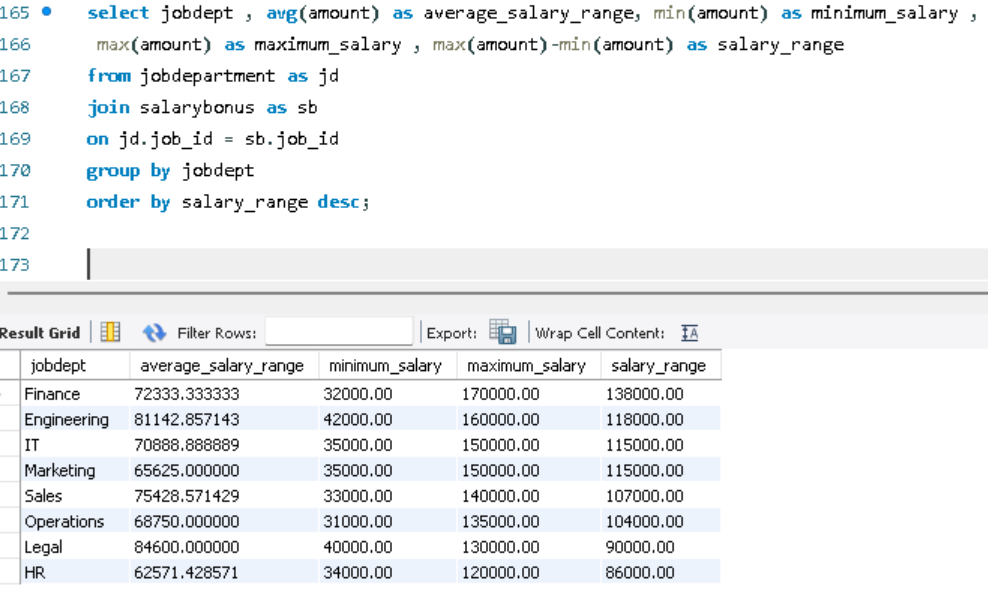 165 select jobdept , avg(amount) as average_salary_range, min(amount) as minimum_salary ,
166 max(amount) as maximum_salary , max(amount)-min(amount) as salary_range
167 from jobdepartment as jd
168 join salarybonus as sb
169 on jd.job_id = sb.job_id
170 group by jobdept
171 order by salary_range desc;
172
173
Result Grid Filter Rows: Export: Wrap Cell Content: IA
jobdept average_salary_range minimum_salary maximum_salary salary_range
Finance 72333.333333 32000.00 170000.00 138000.00
Engineering 81142.857143 42000.00 160000.00 118000.00
IT 70888.888889 35000.00 150000.00 115000.00
Marketing 65625.000000 35000.00 150000.00 115000.00
Sales 75428.571429 33000.00 140000.00 107000.00
Operations 68750.000000 31000.00 135000.00 104000.00
Legal 84600.000000 40000.00 130000.00 90000.00
HR 62571.428571 34000.00 120000.00 86000.00